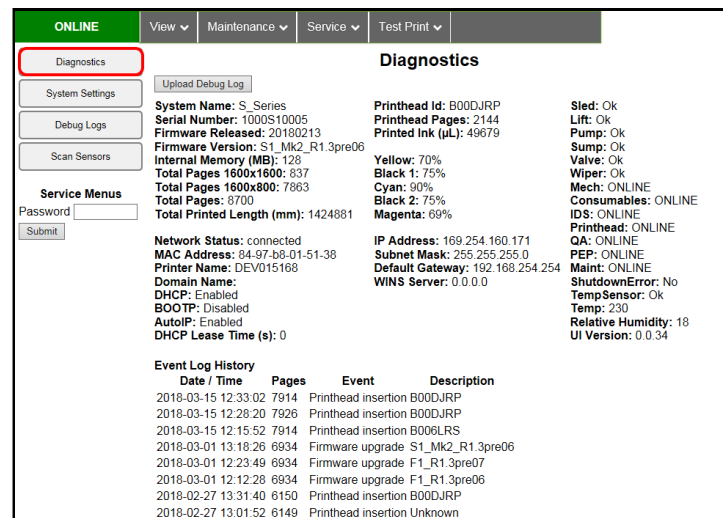 ONLINE
View
Maintenance
Service
Test Print
Diagnostics
System Settings
Debug Logs
Scan Sensors
Service Menus
Password
Submit
Diagnostics
Upload Debug Log
System Name: S_Series
Serial Number: 1000S10005
Firmware Released: 20180213
Firmware Version: S1_Mk2_R1.3pre06
Internal Memory (MB): 128
Total Pages 1600x1600: 837
Total Pages 1600x800: 7863
Total Pages: 8700
Total Printed Length (mm): 1424881
Printhead Id: B00DJRP
Printhead Pages: 2144
Printed Ink (µL): 49679
Yellow: 70%
Black 1: 75%
Cyan: 90%
Black 2: 75%
Magenta: 69%
Network Status: connected
MAC Address: 84-97-b8-01-51-38
Printer Name: DEV015168
Domain Name:
DHCP: Enabled
BOOTP: Disabled
AutoIP: Enabled
DHCP Lease Time (s): 0
IP Address: 169.254.160.171
Subnet Mask: 255.255.255.0
Default Gateway: 192.168.254.254
WINS Server: 0.0.0.0
Sled: Ok
Lift: Ok
Pump: Ok
Sump: Ok
Valve: Ok
Wiper: Ok
Mech: ONLINE
Consumables: ONLINE
IDS: ONLINE
Printhead: ONLINE
QA: ONLINE
PEP: ONLINE
Maint: ONLINE
ShutdownError: No
TempSensor: Ok
Temp: 230
Relative Humidity: 18
UI Version: 0.0.34
Event Log History
Date / Time Pages Event Description
2018-03-15 12:33:02 7914 Printhead insertion B00DJRP
2018-03-15 12:28:20 7926 Printhead insertion B00DJRP
2018-03-15 12:15:52 7914 Printhead insertion B006LRS
2018-03-01 13:18:26 6934 Firmware upgrade S1_Mk2_R1.3pre06
2018-03-01 12:23:49 6934 Firmware upgrade F1_R1.3pre07
2018-03-01 12:12:28 6934 Firmware upgrade F1_R1.3pre06
2018-02-27 13:31:40 6150 Printhead insertion B00DJRP
2018-02-27 13:01:52 6149 Printhead insertion Unknown